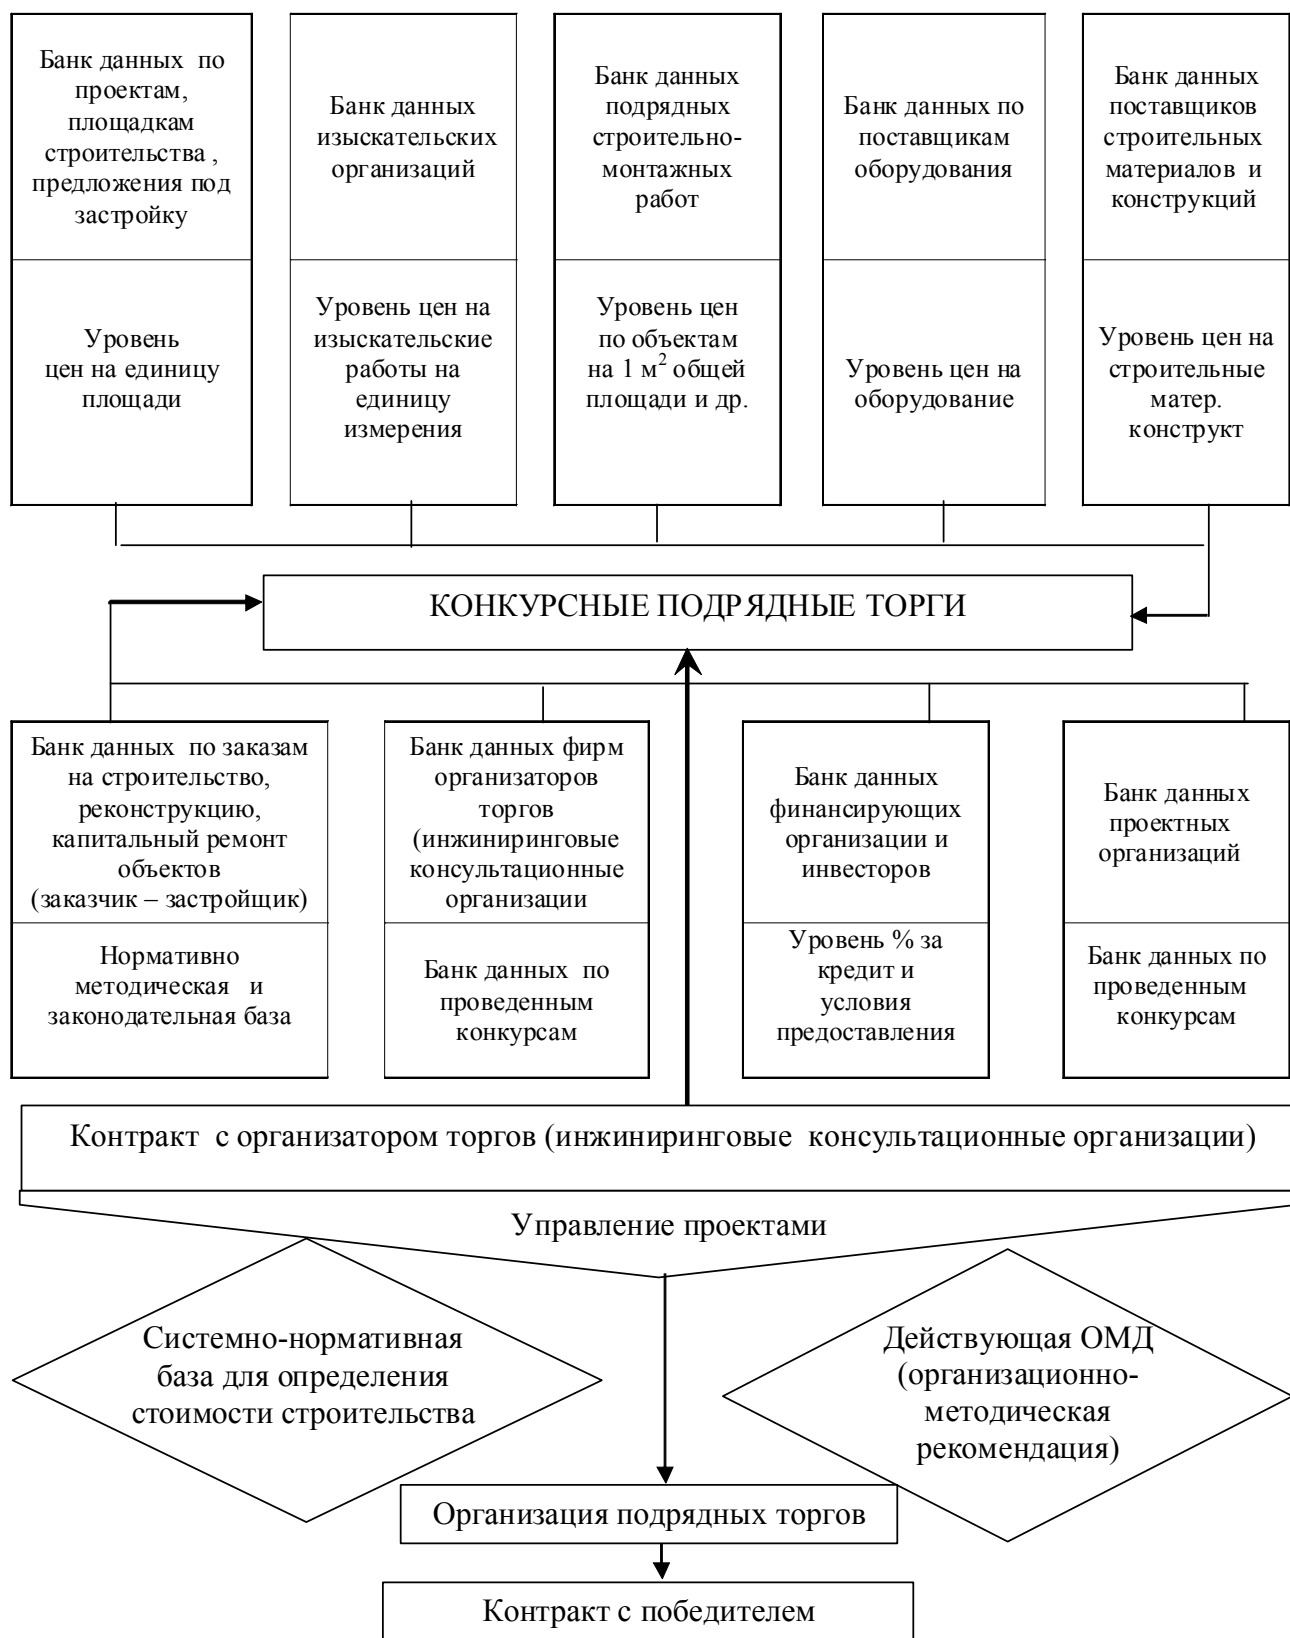 Банк данных по
проектам,
площадкам
строительства ,
предложения под
застройку
Уровень
цен на единицу
площади
Банк данных
изыскательских
организаций
Уровень цен на
изыскательские
работы на
единицу
измерения
Банк данных
подрядных
строительно-
монтажных
работ
Уровень цен
по объектам
на 1 м² общей
площади и др.
Банк данных по
поставщикам
оборудования
Уровень цен на
оборудование
Банк данных
поставщиков
строительных
материалов и
конструкций
Уровень цен на
строительные
матер.
конструкт
КОНКУРСНЫЕ ПОДРЯДНЫЕ ТОРГИ
Банк данных по заказам
на строительство,
реконструкцию,
капитальный ремонт
объектов
(заказчик – застройщик)
Нормативно
методическая и
законодательная база
Банк данных фирм
организаторов
торгов
(инжиниринговые
консультационные
организации
Банк данных по
проведенным
конкурсам
Банк данных
финансирующих
организации и
инвесторов
Уровень % за
кредит и
условия
предоставления
Банк данных
проектных
организаций
Банк данных по
проведенным
конкурсам
Контракт с организатором торгов (инжиниринговые консультационные организации)
Управление проектами
Системно-нормативная
база для определения
стоимости строительства
Действующая ОМД
(организационно-
методическая
рекомендация)
Организация подрядных торгов
Контракт с победителем